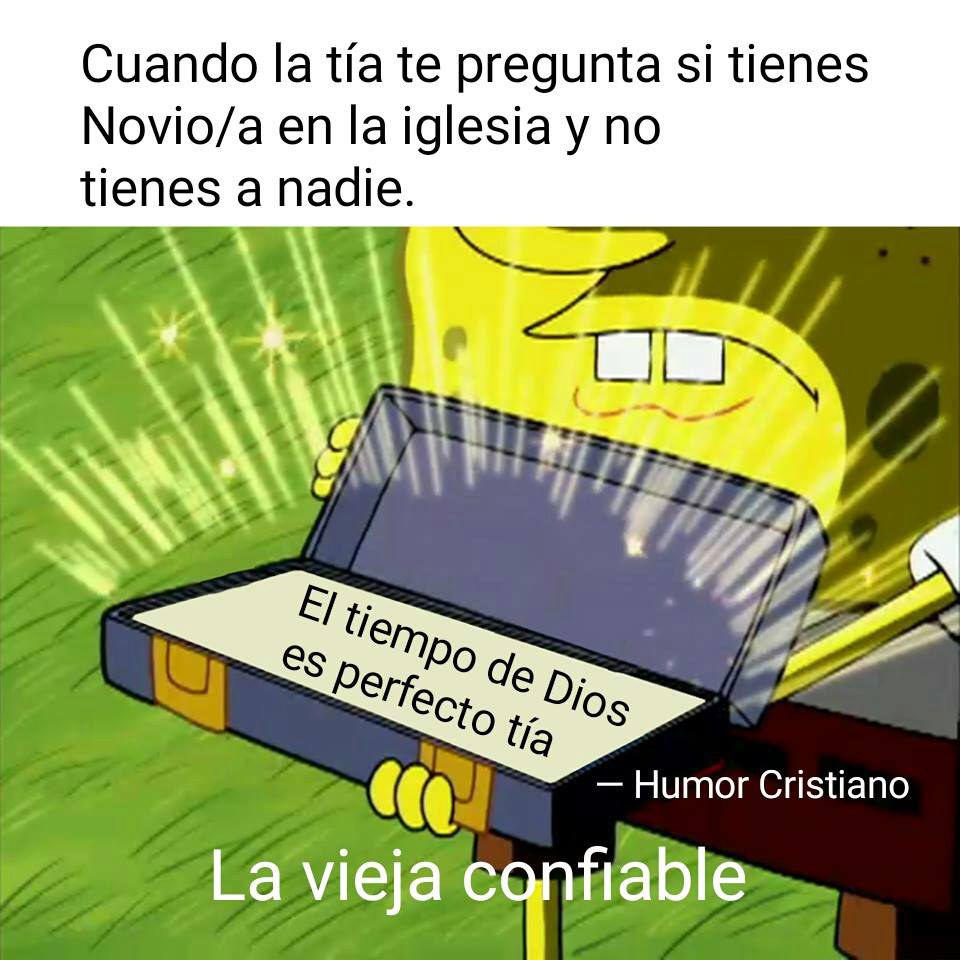 Cuando la tía te pregunta si tienes
Novio/a en la iglesia y no
tienes a nadie.
El tiempo de Dios
es perfecto tía
— Humor Cristiano
La vieja confiable